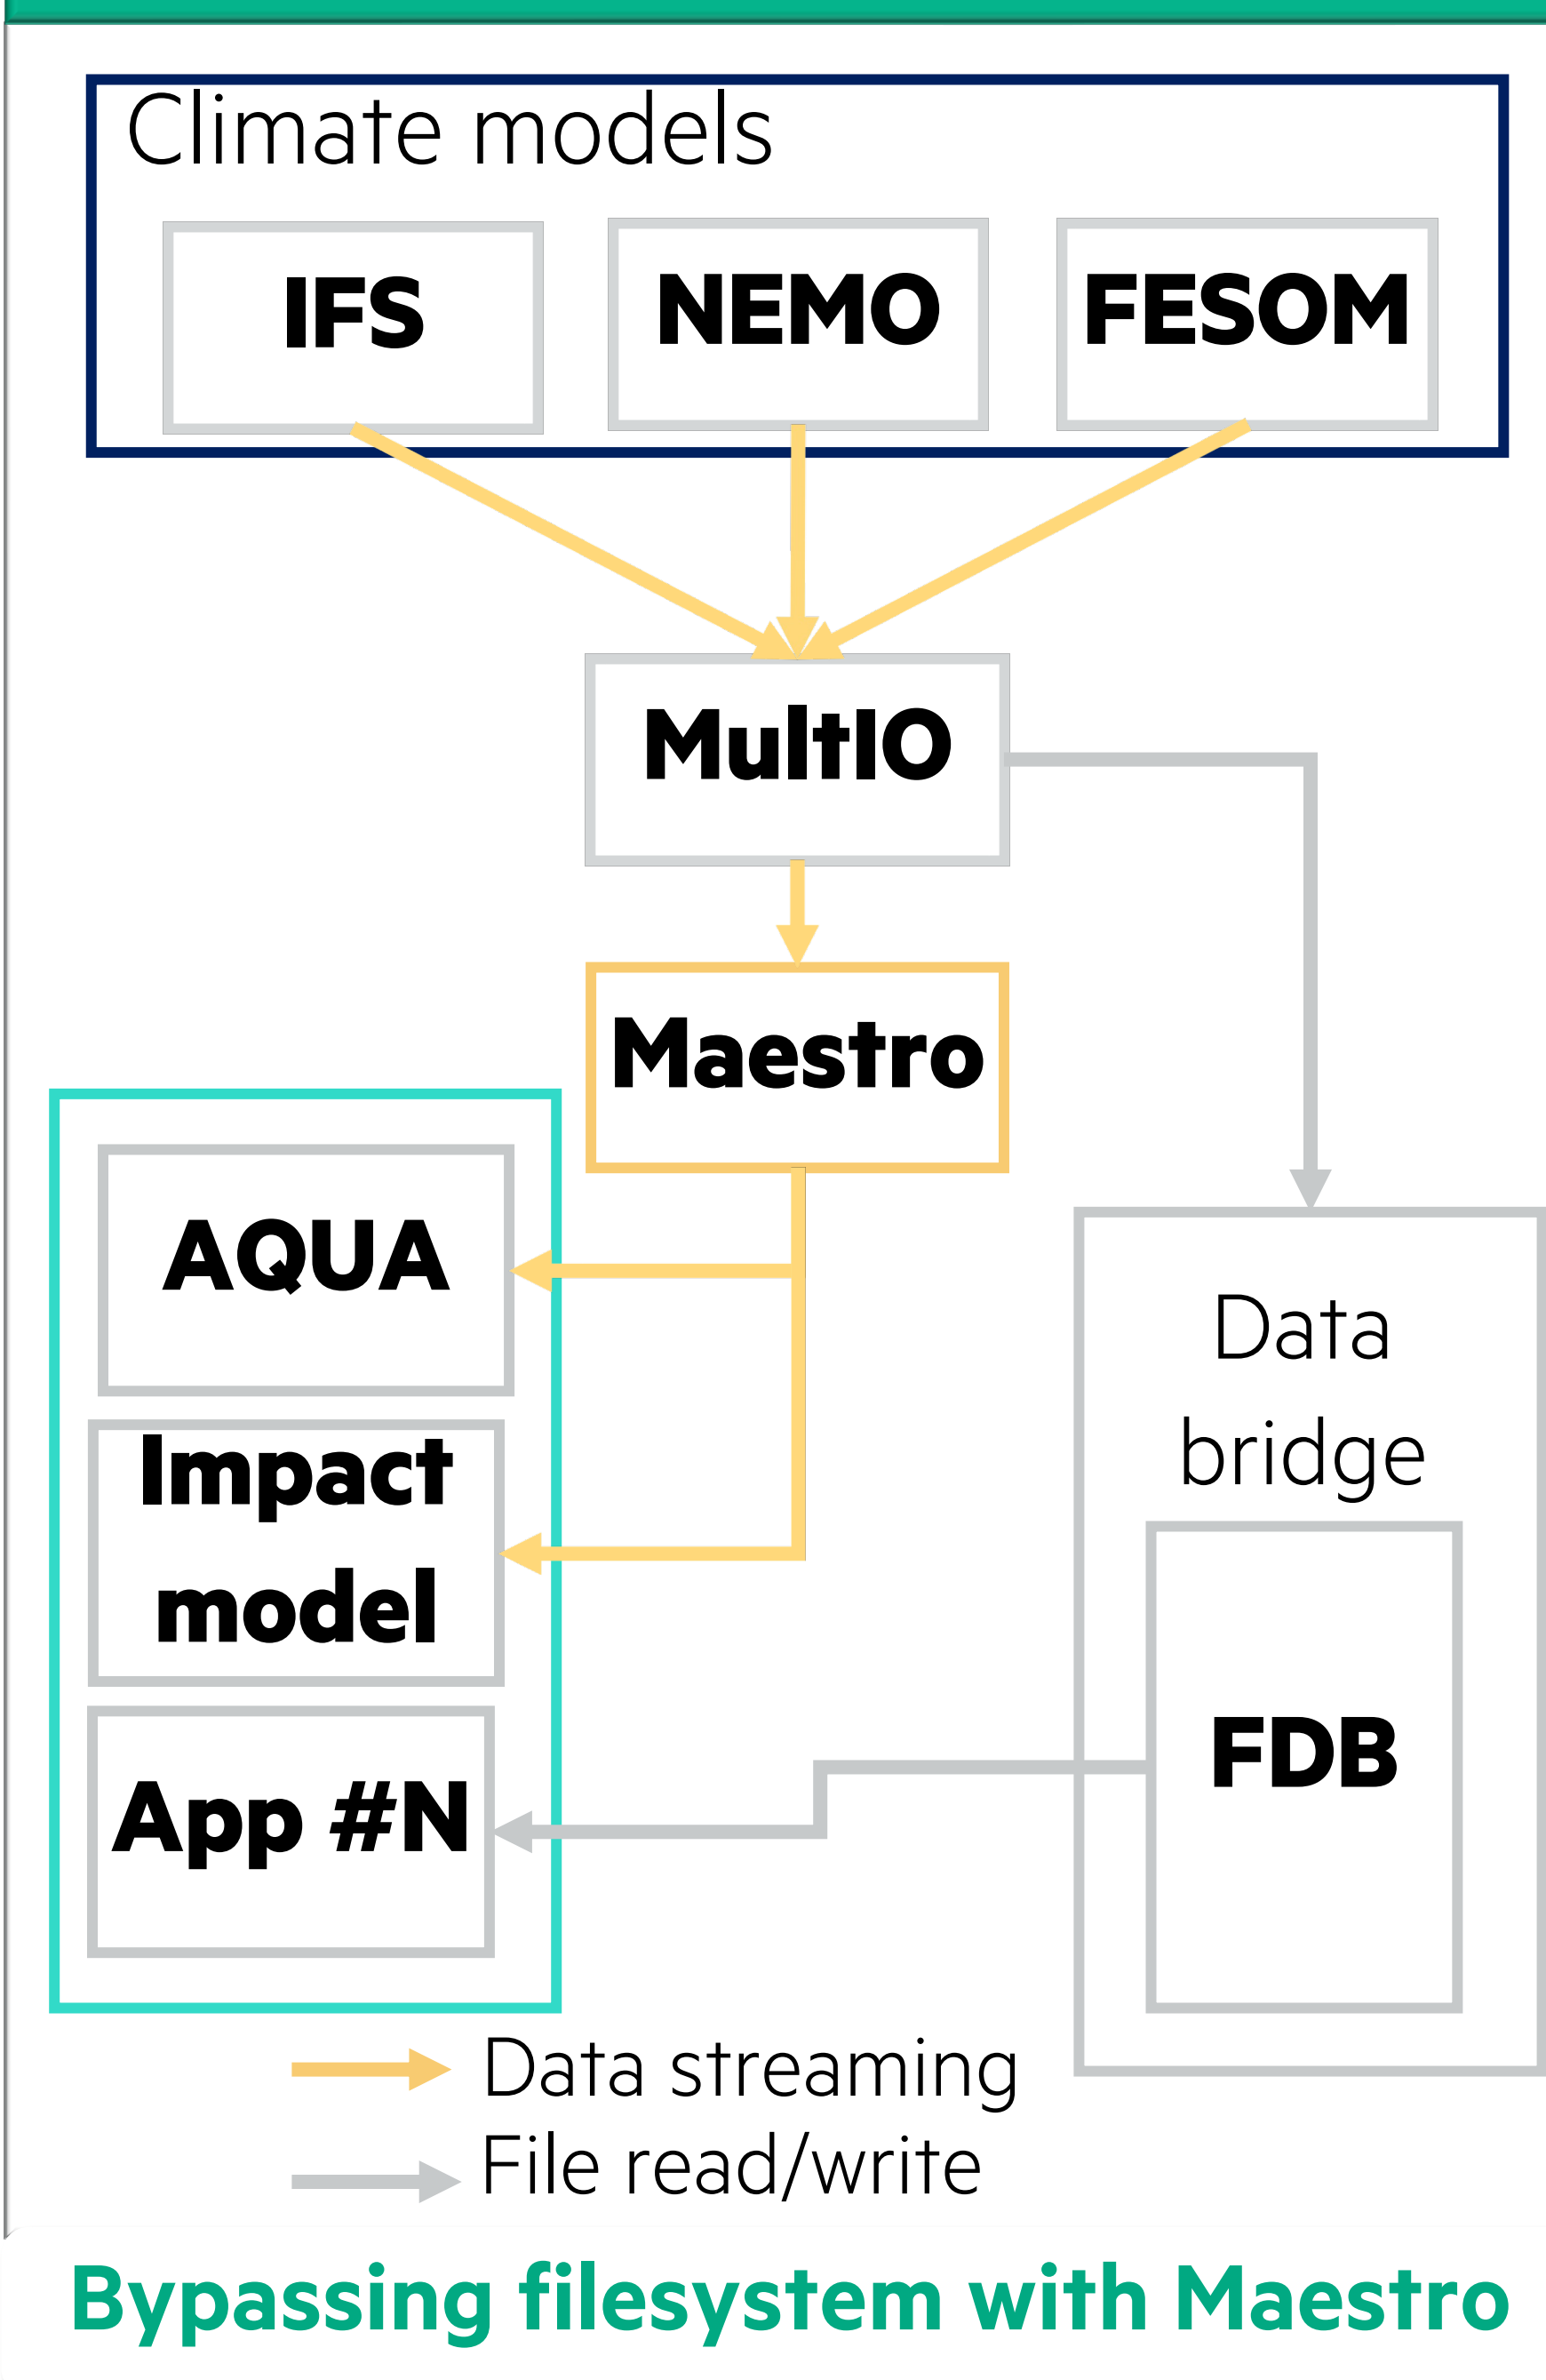 Climate models
IFS
NEMO
FESOM
MultIO
Maestro
AQUA
Impact
model
App #N
Data
bridge
FDB
Data streaming
File read/write
Bypassing filesystem with Maestro